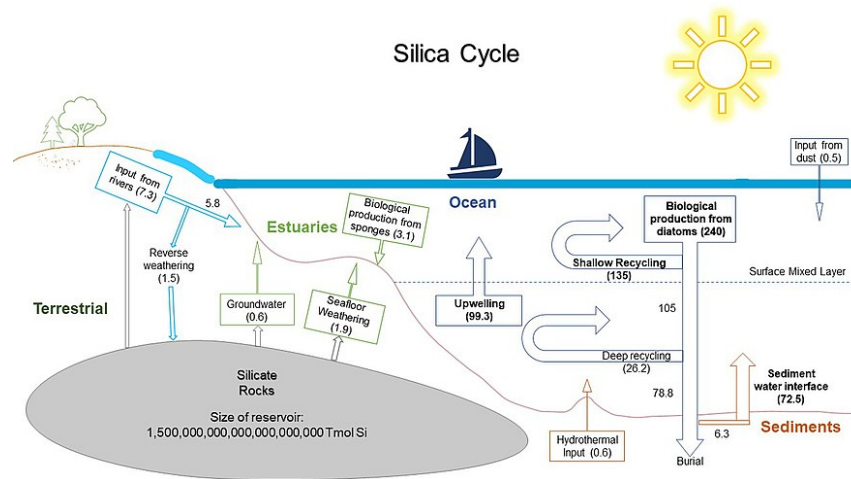 Silica Cycle
Input from
dust (0.5)
Input from
rivers (7.3)
5.8
Ocean
Biological
production from
diatoms (240)
Estuaries
Biological
production from
sponges (3.1)
Reverse
weathering
(1.5)
Shallow Recycling
(135)
Surface Mixed Layer
Terrestrial
Groundwater
(0.6)
Seafloor
Weathering
(1.9)
Upwelling
(99.3)
105
Deep recycling
(26.2)
78.8
Sediment
water interface
(72.5)
Silicate
Rocks
Size of reservoir:
1,500,000,000,000,000,000,000 Tmol Si
Hydrothermal
Input (0.6)
6.3
Sediments
Burial